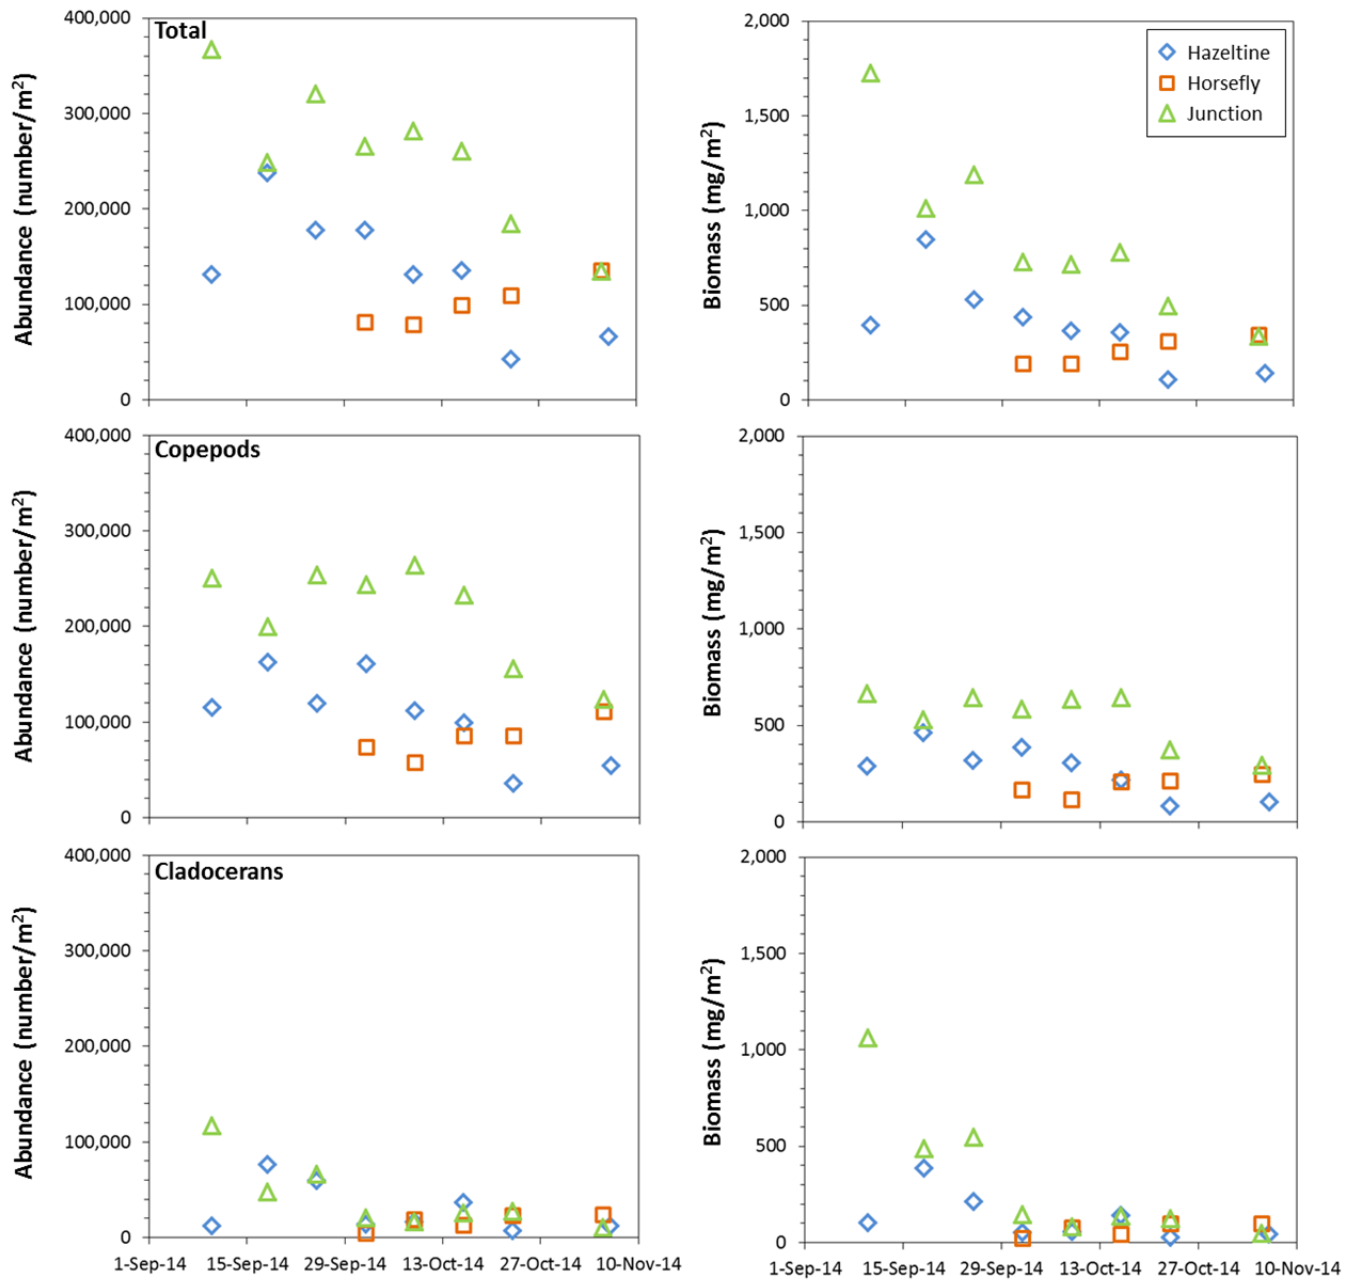 Total
Abundance (number/m²)
400,000
300,000
200,000
100,000
0
Biomass (mg/m²)
2,000
1,500
1,000
500
0
Hazeltine
Horsefly
Junction
Copepods
Abundance (number/m²)
400,000
300,000
200,000
100,000
0
Biomass (mg/m²)
2,000
1,500
1,000
500
0
Cladocerans
Abundance (number/m²)
400,000
300,000
200,000
100,000
0
1-Sep-14 15-Sep-14 29-Sep-14 13-Oct-14 27-Oct-14 10-Nov-14
Biomass (mg/m²)
2,000
1,500
1,000
500
0
1-Sep-14 15-Sep-14 29-Sep-14 13-Oct-14 27-Oct-14 10-Nov-14